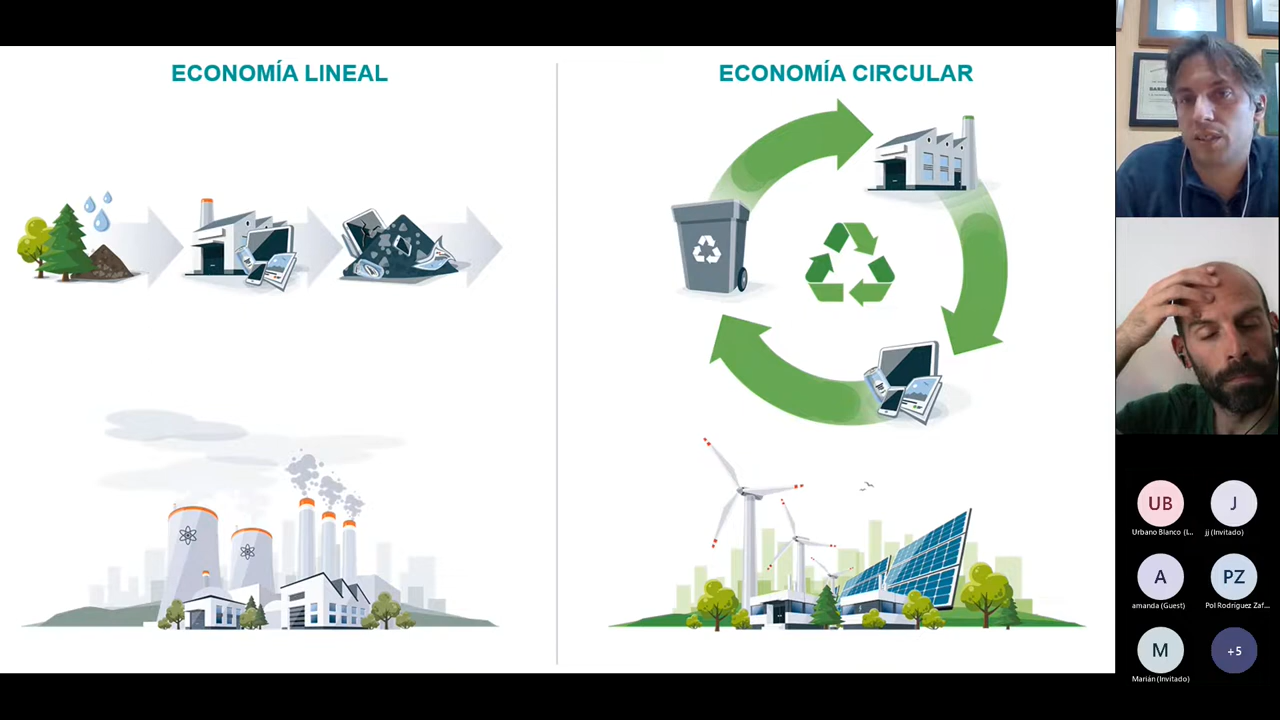 ECONOMÍA LINEAL
ECONOMÍA CIRCULAR
UB
J
Urbano Blanco (I...
jj (Invitado)
A
PZ
amanda (Guest)
Pol Rodríguez Zaf...
M
+5
Marián (Invitado)